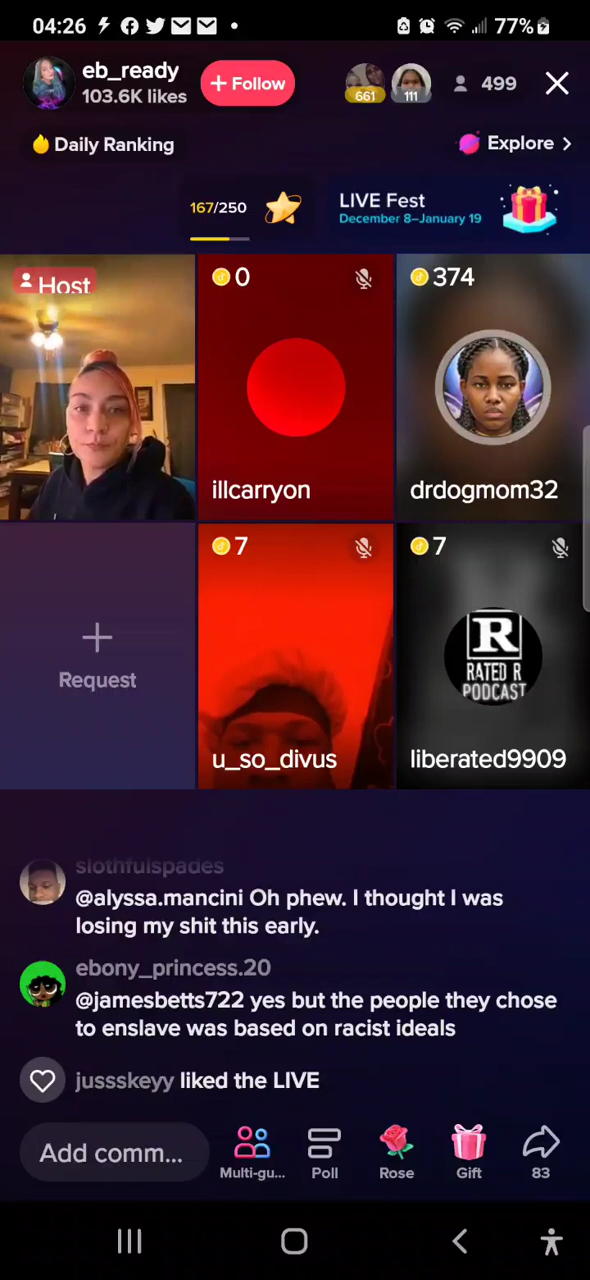 04:26
77%
eb_ready
103.6K likes
+ Follow
661
111
499
Daily Ranking
Explore >
167/250
LIVE Fest
December 8–January 19
Host
0
374
illcarryon
drdogmom32
+
Request
7
7
R
RATED R
PODCAST
u_so_divus
liberated9909
slothfulspades
@alyssa.mancini Oh phew. I thought I was
losing my shit this early.
ebony_princess.20
@jamesbetts722 yes but the people they chose
to enslave was based on racist ideals
jussskeyy liked the LIVE
Add comm...
Multi-gu...
Poll
Rose
Gift
83